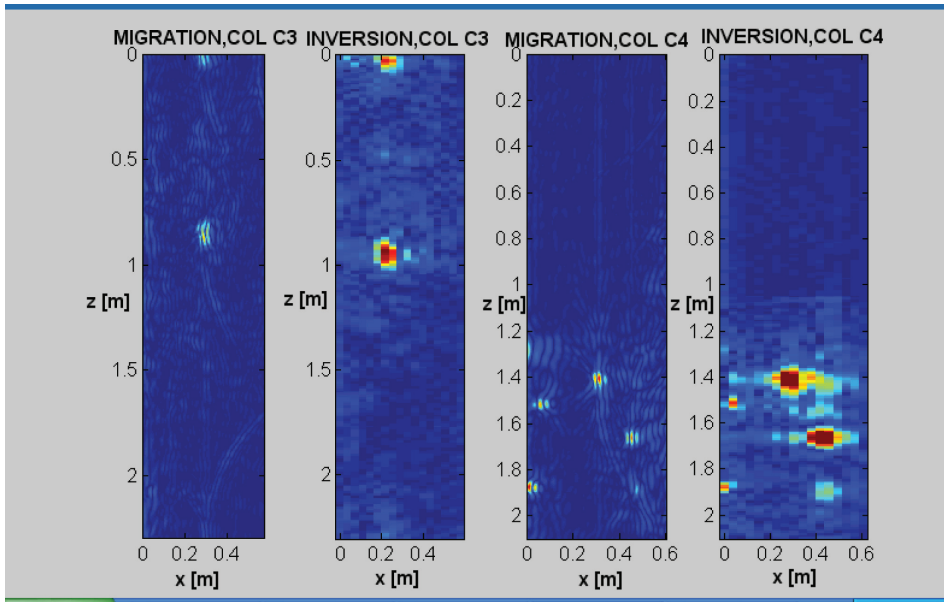 MIGRATION,COL C3
0
0.5
1
1.5
2
z [m]
0 0.2 0.4
x [m]
INVERSION,COL C3
0
0.5
1
1.5
2
z [m]
0 0.2 0.4
x [m]
MIGRATION,COL C4
0
0.2
0.4
0.6
0.8
1
1.2
1.4
1.6
1.8
2
z [m]
0 0.2 0.4 0.6
x [m]
INVERSION,COL C4
0
0.2
0.4
0.6
0.8
1
1.2
1.4
1.6
1.8
2
z [m]
0 0.2 0.4 0.6
x [m]